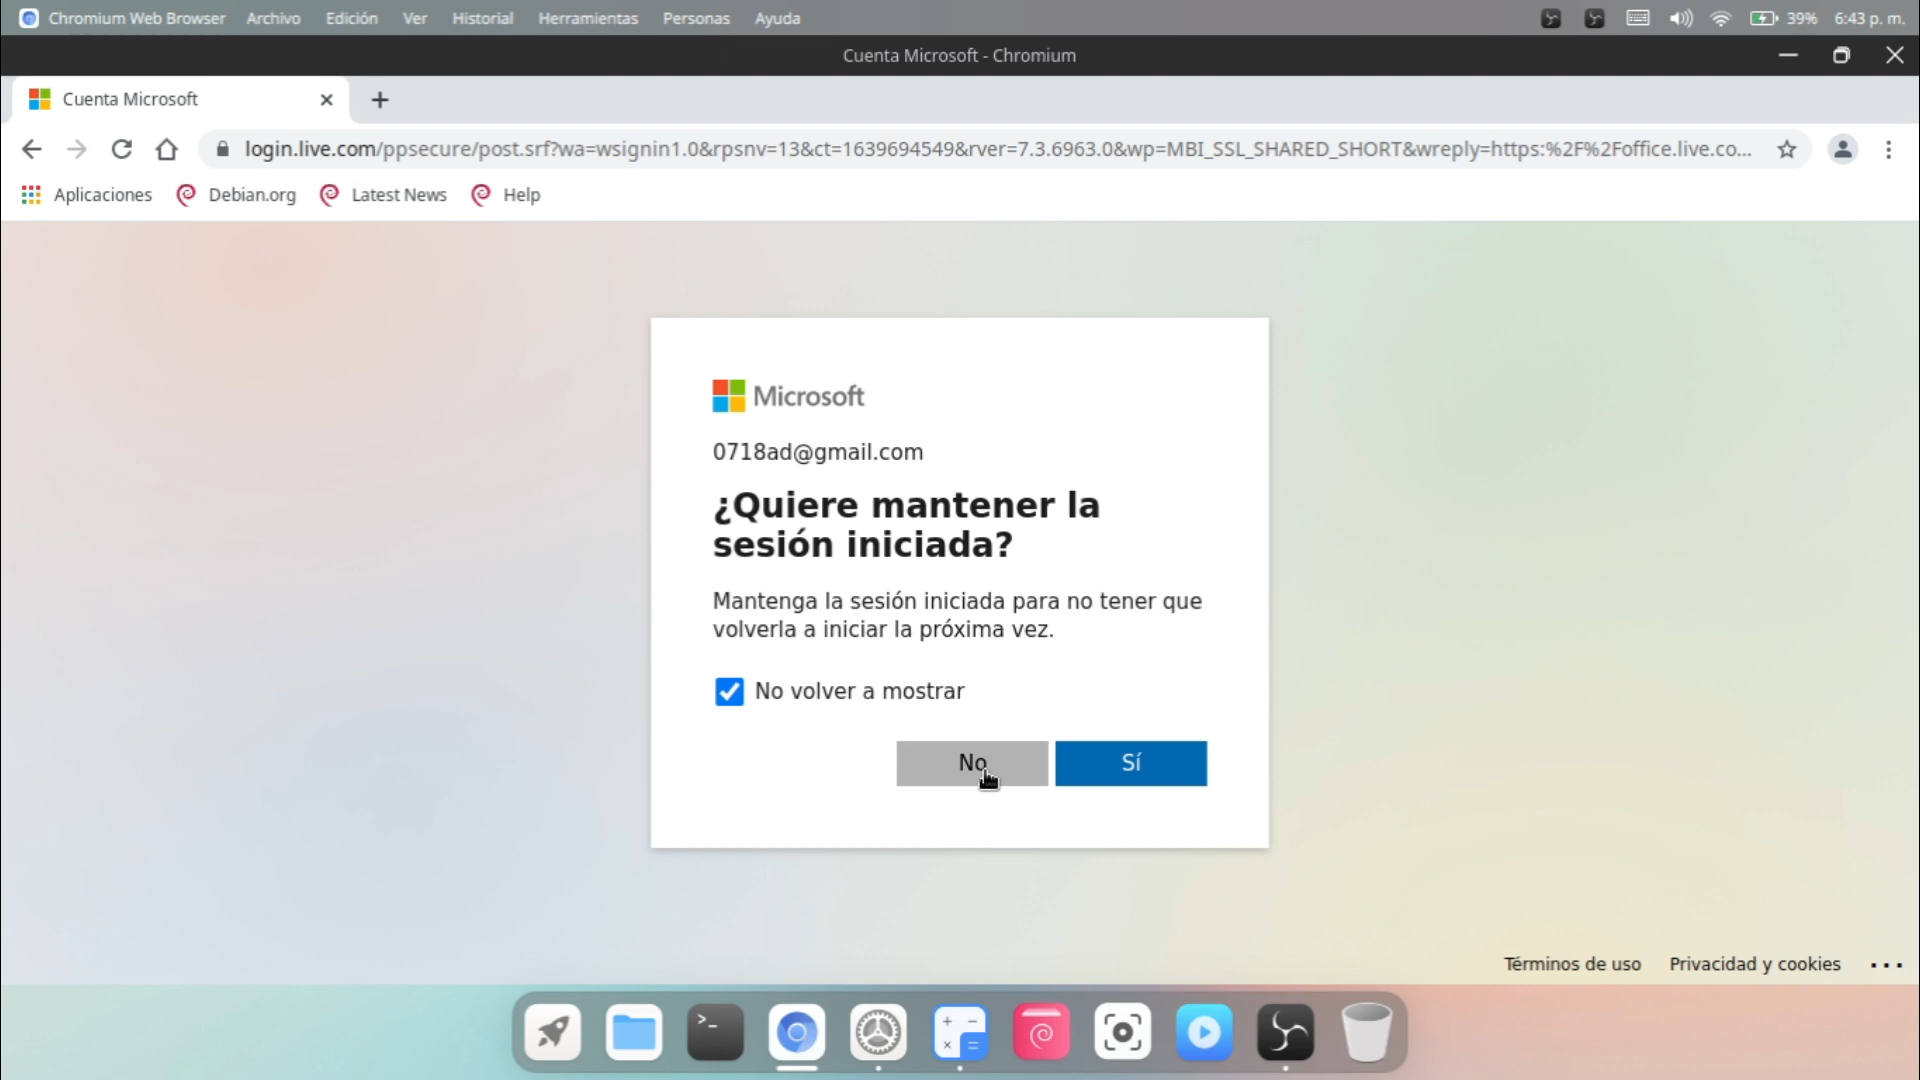 Chromium Web Browser Archivo Edición Ver Historial Herramientas Personas Ayuda 39% 6:43 p. m.
Cuenta Microsoft - Chromium
Cuenta Microsoft
login.live.com/ppsecure/post.srf?wa=wsignin1.0&rpsnv=13&ct=1639694549&rver=7.3.6963.0&wp=MBI_SSL_SHARED_SHORT&wreply=https:%2F%2Foffice.live.co...
Aplicaciones Debian.org Latest News Help
Microsoft
0718ad@gmail.com
¿Quiere mantener la
sesión iniciada?
Mantenga la sesión iniciada para no tener que
volverla a iniciar la próxima vez.
No volver a mostrar
No Sí
Términos de uso Privacidad y cookies ...